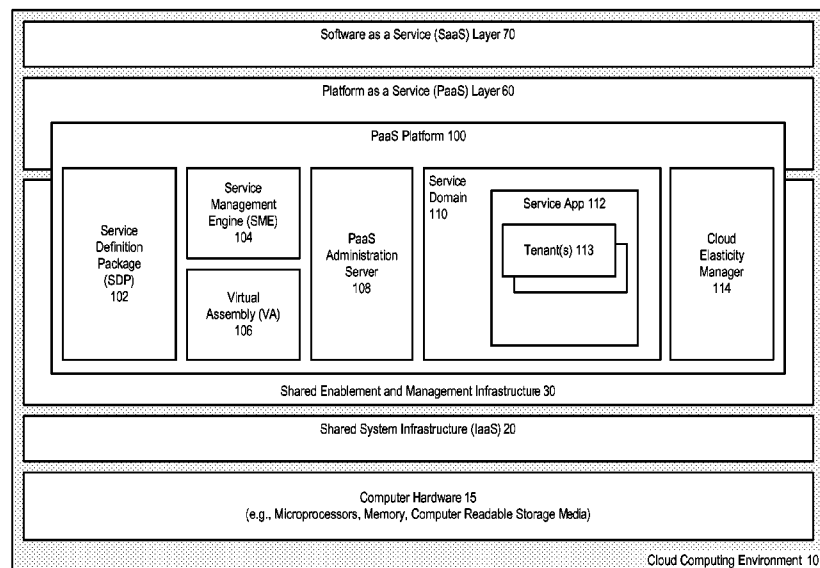 Software as a Service (SaaS) Layer 70
Platform as a Service (PaaS) Layer 60
PaaS Platform 100
Service
Definition
Package
(SDP)
102
Service
Management
Engine (SME)
104
Virtual
Assembly (VA)
106
PaaS
Administration
Server
108
Service
Domain
110
Service App 112
Tenant(s) 113
Cloud
Elasticity
Manager
114
Shared Enablement and Management Infrastructure 30
Shared System Infrastructure (IaaS) 20
Computer Hardware 15
(e.g., Microprocessors, Memory, Computer Readable Storage Media)
Cloud Computing Environment 10